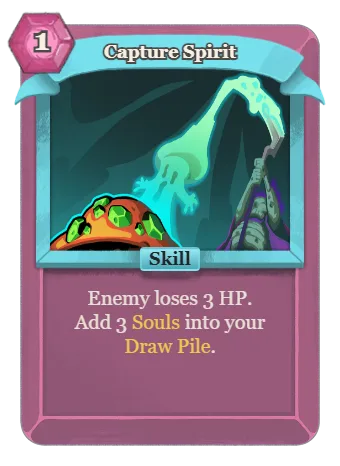 1
Capture Spirit
Skill
Enemy loses 3 HP.
Add 3 Souls into your
Draw Pile.